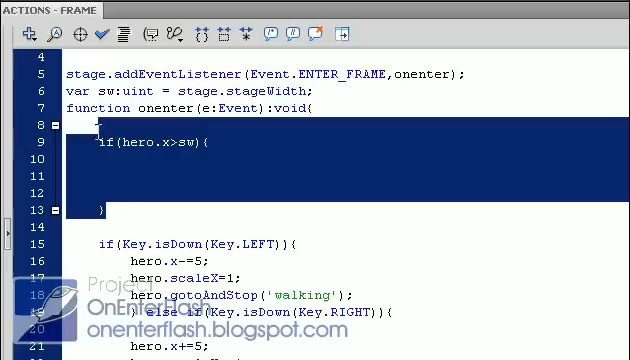 ACTIONS - FRAME
4
5 stage.addEventListener(Event.ENTER_FRAME,onenter);
6 var sw:uint = stage.stageWidth;
7 function onenter(e:Event):void{
8
9 if(hero.x>sw){
10
11
12
13 }
14
15 if(Key.isDown(Key.LEFT)){
16 hero.x-=5;
17 hero.scaleX=1;
18 hero.gotoAndStop('walking');
19 } else if(Key.isDown(Key.RIGHT)){
20
21 hero.x+=5;
Project
OnEnterFlash
onenterflash.blogspot.com